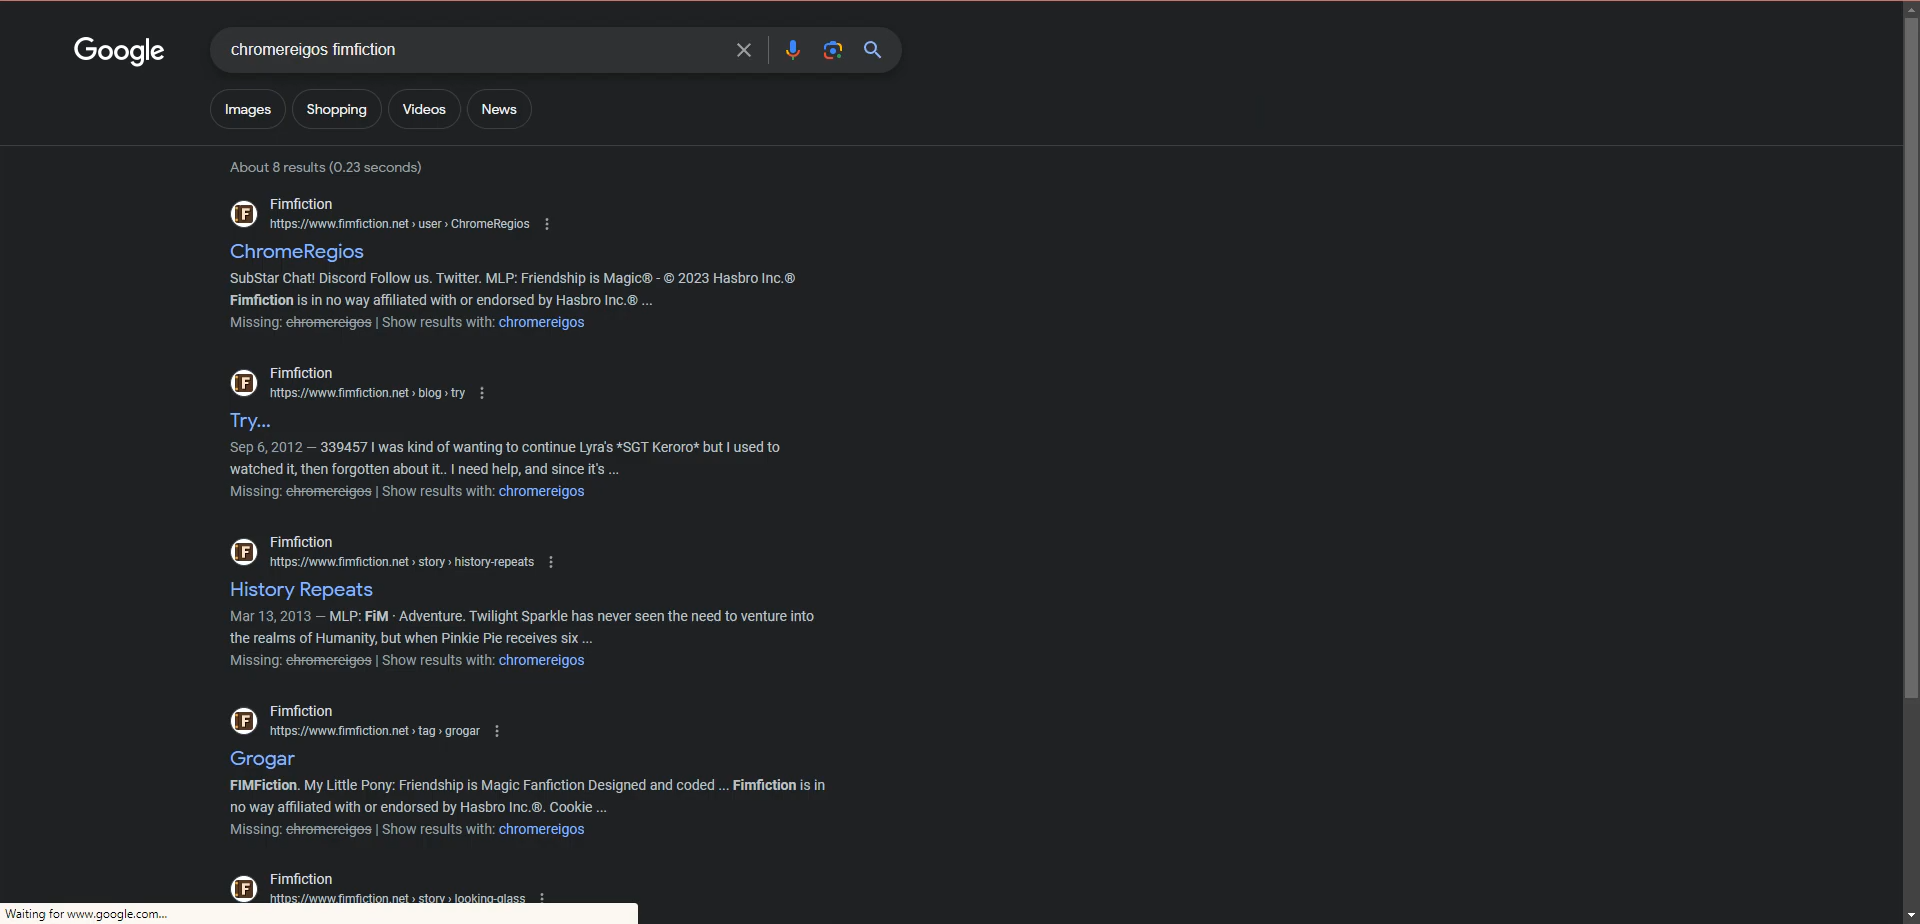 Google
chromereigos fimfiction
Images
Shopping
Videos
News
About 8 results (0.23 seconds)
F
Fimfiction
https://www.fimfiction.net › user › ChromeRegios
ChromeRegios
SubStar Chat! Discord Follow us. Twitter. MLP: Friendship is Magic® - © 2023 Hasbro Inc.®
Fimfiction is in no way affiliated with or endorsed by Hasbro Inc.® ...
Missing: chromereigos | Show results with: chromereigos
F
Fimfiction
https://www.fimfiction.net › blog › try
Try...
Sep 6, 2012 — 339457 I was kind of wanting to continue Lyra's *SGT Keroro* but I used to
watched it, then forgotten about it.. I need help, and since it's ...
Missing: chromereigos | Show results with: chromereigos
F
Fimfiction
https://www.fimfiction.net › story › history-repeats
History Repeats
Mar 13, 2013 — MLP: FiM · Adventure. Twilight Sparkle has never seen the need to venture into
the realms of Humanity, but when Pinkie Pie receives six ...
Missing: chromereigos | Show results with: chromereigos
F
Fimfiction
https://www.fimfiction.net › tag › grogar
Grogar
FIMFiction. My Little Pony: Friendship is Magic Fanfiction Designed and coded ... Fimfiction is in
no way affiliated with or endorsed by Hasbro Inc.®. Cookie ...
Missing: chromereigos | Show results with: chromereigos
F
Fimfiction
https://www.fimfiction.net › story › looking-glass
Waiting for www.google.com...